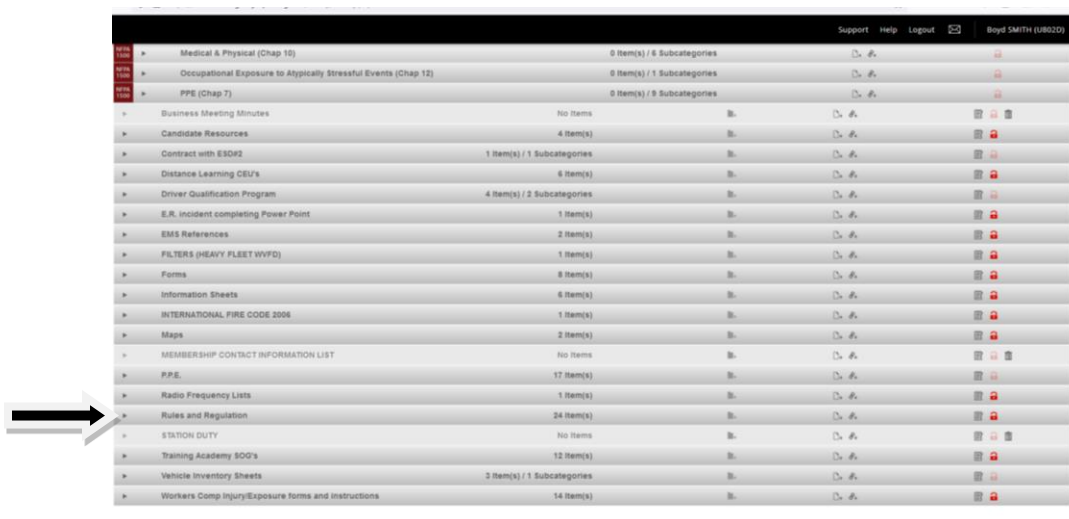 Support Help Logout Boyd SMITH (U802D)
NFPA 1500 Medical & Physical (Chap 10) 0 Item(s) / 6 Subcategories
NFPA 1500 Occupational Exposure to Atypically Stressful Events (Chap 12) 0 Item(s) / 1 Subcategories
NFPA 1500 PPE (Chap 7) 0 Item(s) / 9 Subcategories
Business Meeting Minutes No Items
Candidate Resources 4 Item(s)
Contract with ESD#2 1 Item(s) / 1 Subcategories
Distance Learning CEU's 6 Item(s)
Driver Qualification Program 4 Item(s) / 2 Subcategories
E.R. incident completing Power Point 1 Item(s)
EMS References 2 Item(s)
FILTERS (HEAVY FLEET WVFD) 1 Item(s)
Forms 8 Item(s)
Information Sheets 6 Item(s)
INTERNATIONAL FIRE CODE 2006 1 Item(s)
Maps 2 Item(s)
MEMBERSHIP CONTACT INFORMATION LIST No Items
P.P.E. 17 Item(s)
Radio Frequency Lists 1 Item(s)
Rules and Regulation 24 Item(s)
STATION DUTY No Items
Training Academy SOG's 12 Item(s)
Vehicle Inventory Sheets 3 Item(s) / 1 Subcategories
Workers Comp Injury/Exposure forms and instructions 14 Item(s)